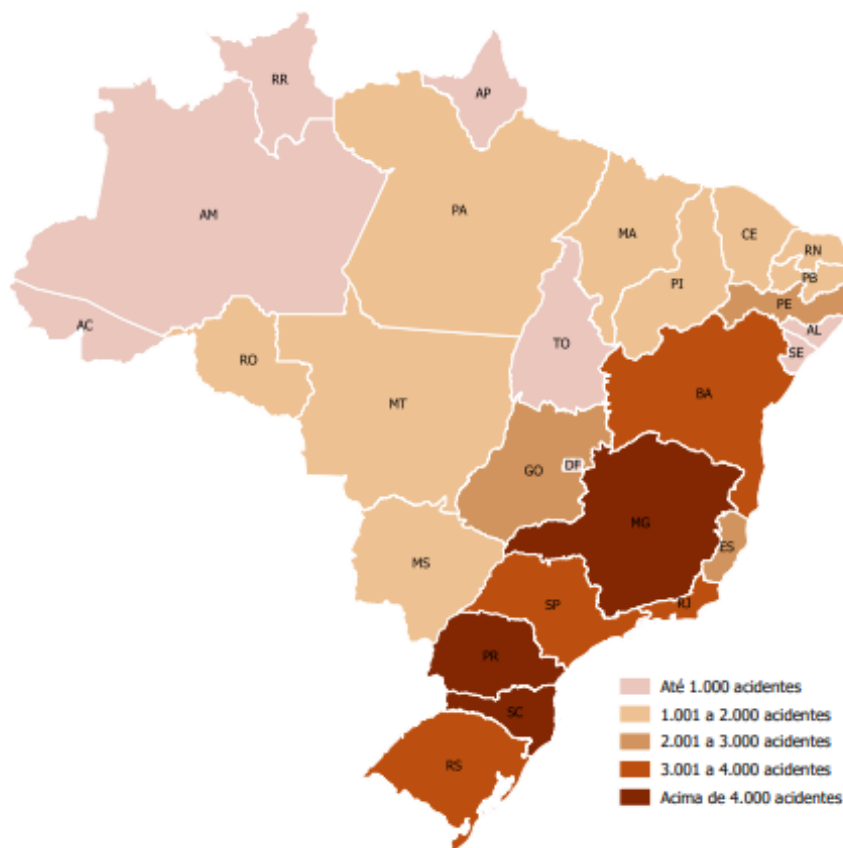 RR
AP
AM
PA
MA
CE
RN
PI
PB
PE
AC
AL
TO
SE
RO
BA
MT
GO
DF
MG
ES
MS
SP
RJ
PR
SC
RS
Até 1.000 acidentes
1.001 a 2.000 acidentes
2.001 a 3.000 acidentes
3.001 a 4.000 acidentes
Acima de 4.000 acidentes